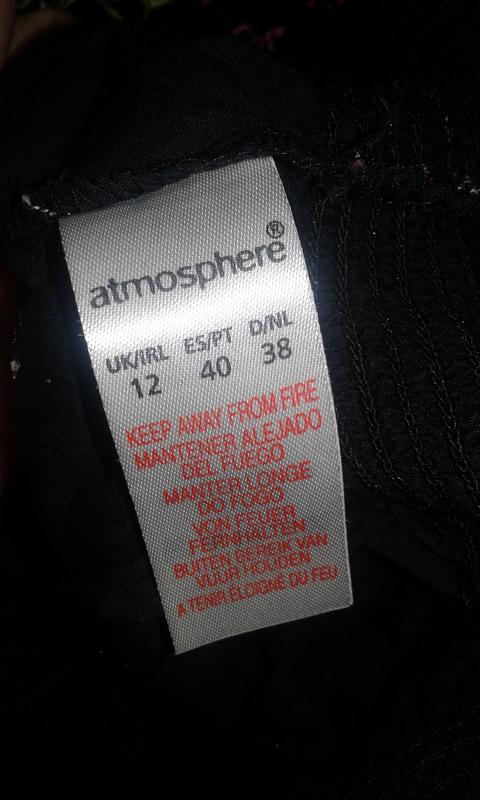 atmosphere®
UK/IRL ES/PT D/NL
12 40 38
KEEP AWAY FROM FIRE
MANTENER ALEJADO
DEL FUEGO
MANTER LONGE
DO FOGO
VON FEUER
FERNHALTEN
BUITEN BEREIK VAN
VUUR HOUDEN
A TENIR ÉLOIGNÉ DU FEU